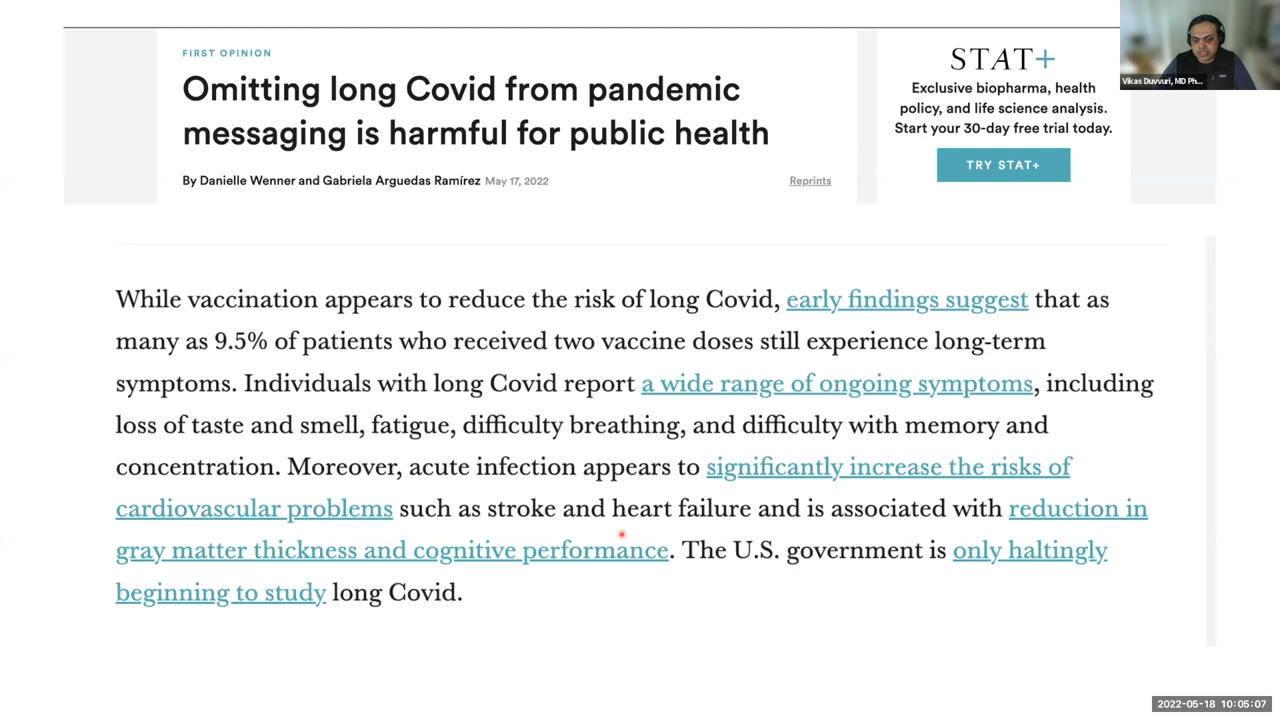 FIRST OPINION
Omitting long Covid from pandemic
messaging is harmful for public health
By Danielle Wenner and Gabriela Arguedas Ramírez May 17, 2022
Reprints
STAT+
Exclusive biopharma, health
policy, and life science analysis.
Start your 30-day free trial today.
TRY STAT+
Vikas Duvvuri, MD Ph...
While vaccination appears to reduce the risk of long Covid, early findings suggest that as
many as 9.5% of patients who received two vaccine doses still experience long-term
symptoms. Individuals with long Covid report a wide range of ongoing symptoms, including
loss of taste and smell, fatigue, difficulty breathing, and difficulty with memory and
concentration. Moreover, acute infection appears to significantly increase the risks of
cardiovascular problems such as stroke and heart failure and is associated with reduction in
gray matter thickness and cognitive performance. The U.S. government is only haltingly
beginning to study long Covid.
2022-05-18 10:05:07